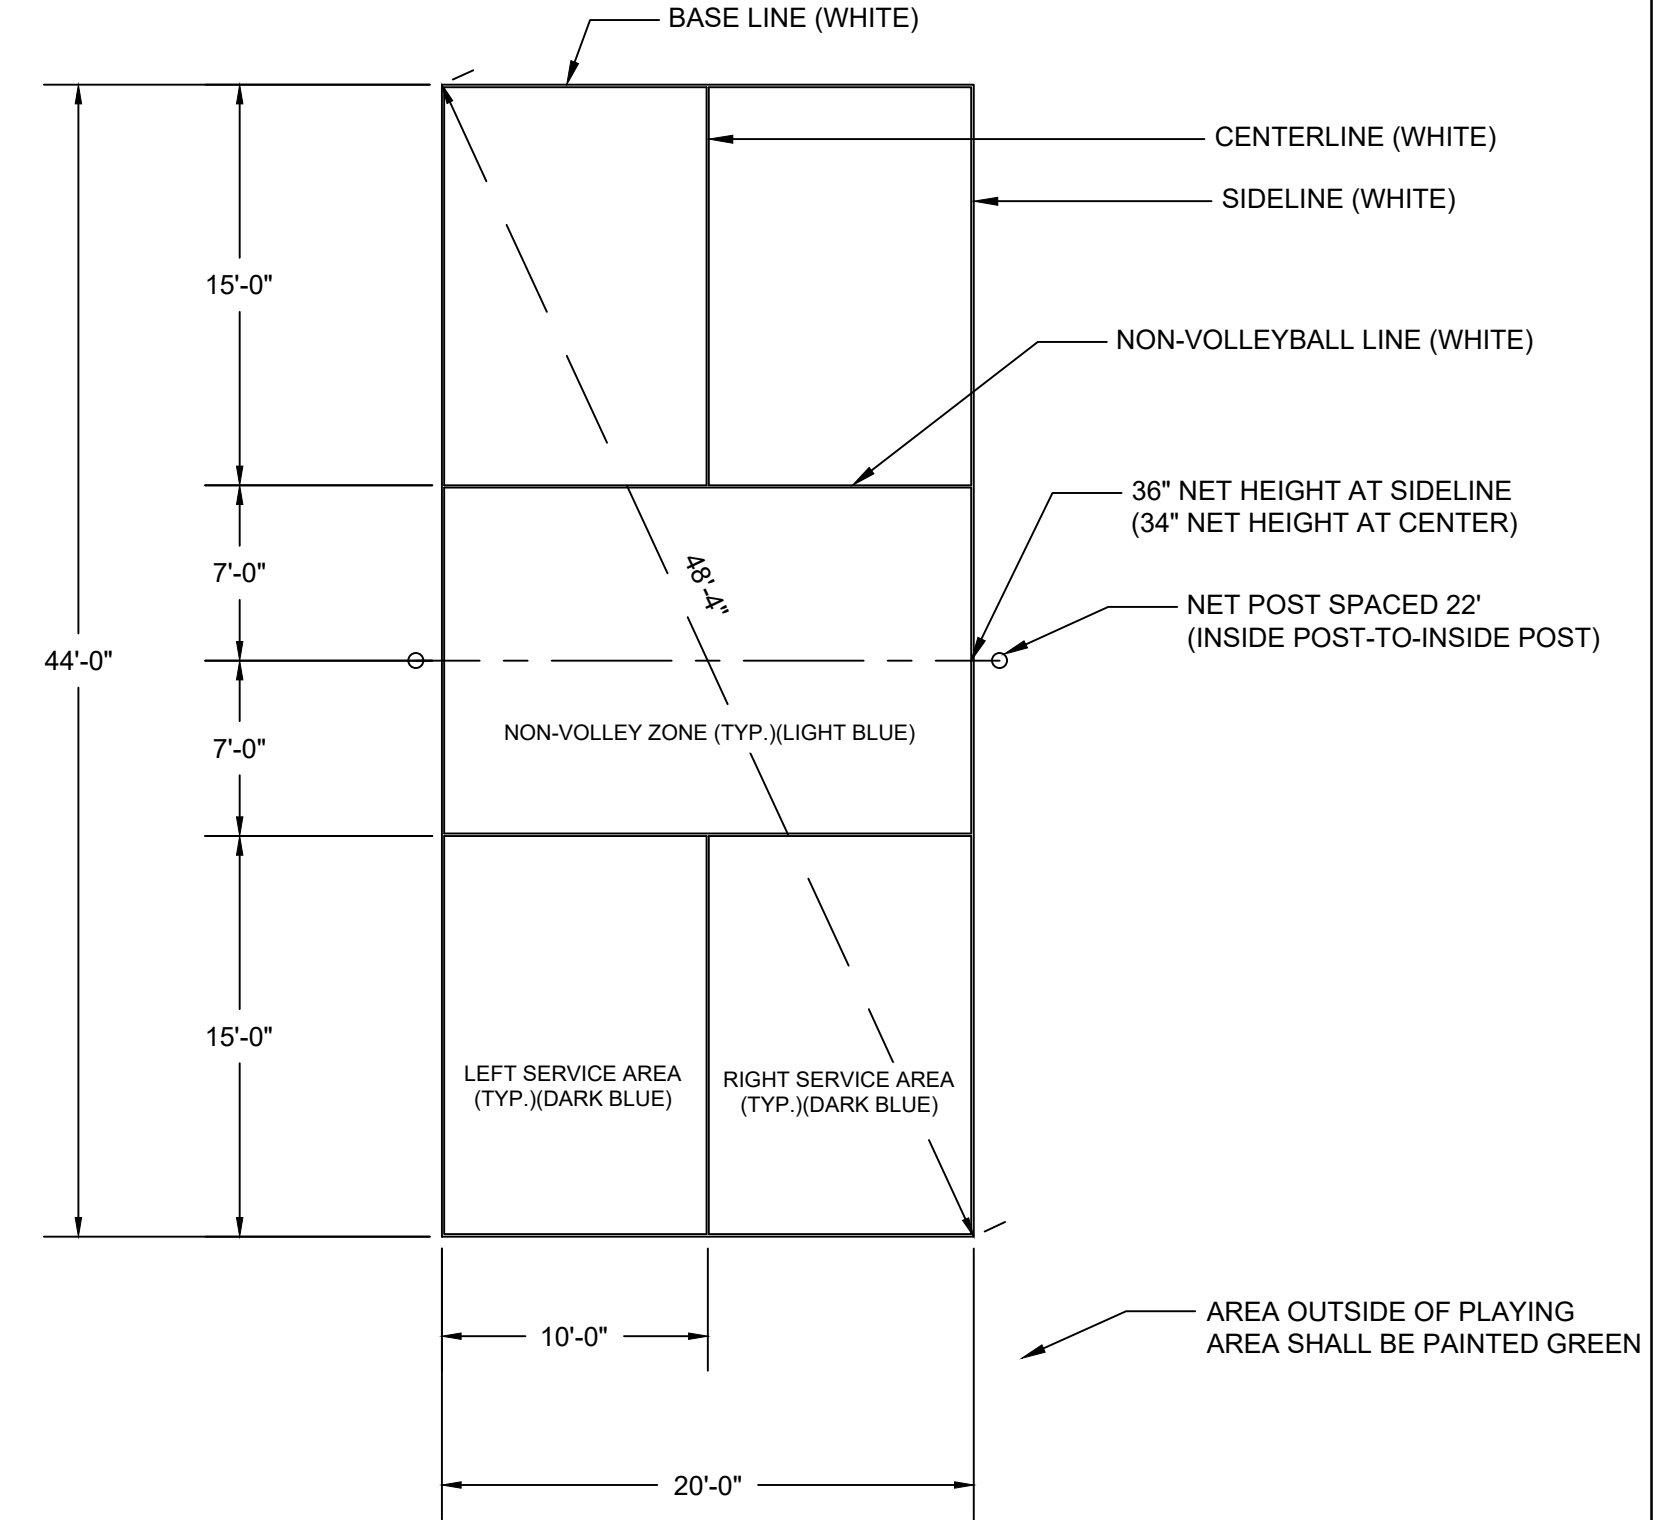 BASE LINE (WHITE)
CENTERLINE (WHITE)
SIDELINE (WHITE)
15'-0"
NON-VOLLEYBALL LINE (WHITE)
36" NET HEIGHT AT SIDELINE
(34" NET HEIGHT AT CENTER)
7'-0"
48'-4"
NET POST SPACED 22'
(INSIDE POST-TO-INSIDE POST)
44'-0"
NON-VOLLEY ZONE (TYP.)(LIGHT BLUE)
7'-0"
15'-0"
LEFT SERVICE AREA
(TYP.)(DARK BLUE)
RIGHT SERVICE AREA
(TYP.)(DARK BLUE)
AREA OUTSIDE OF PLAYING
AREA SHALL BE PAINTED GREEN
10'-0"
20'-0"